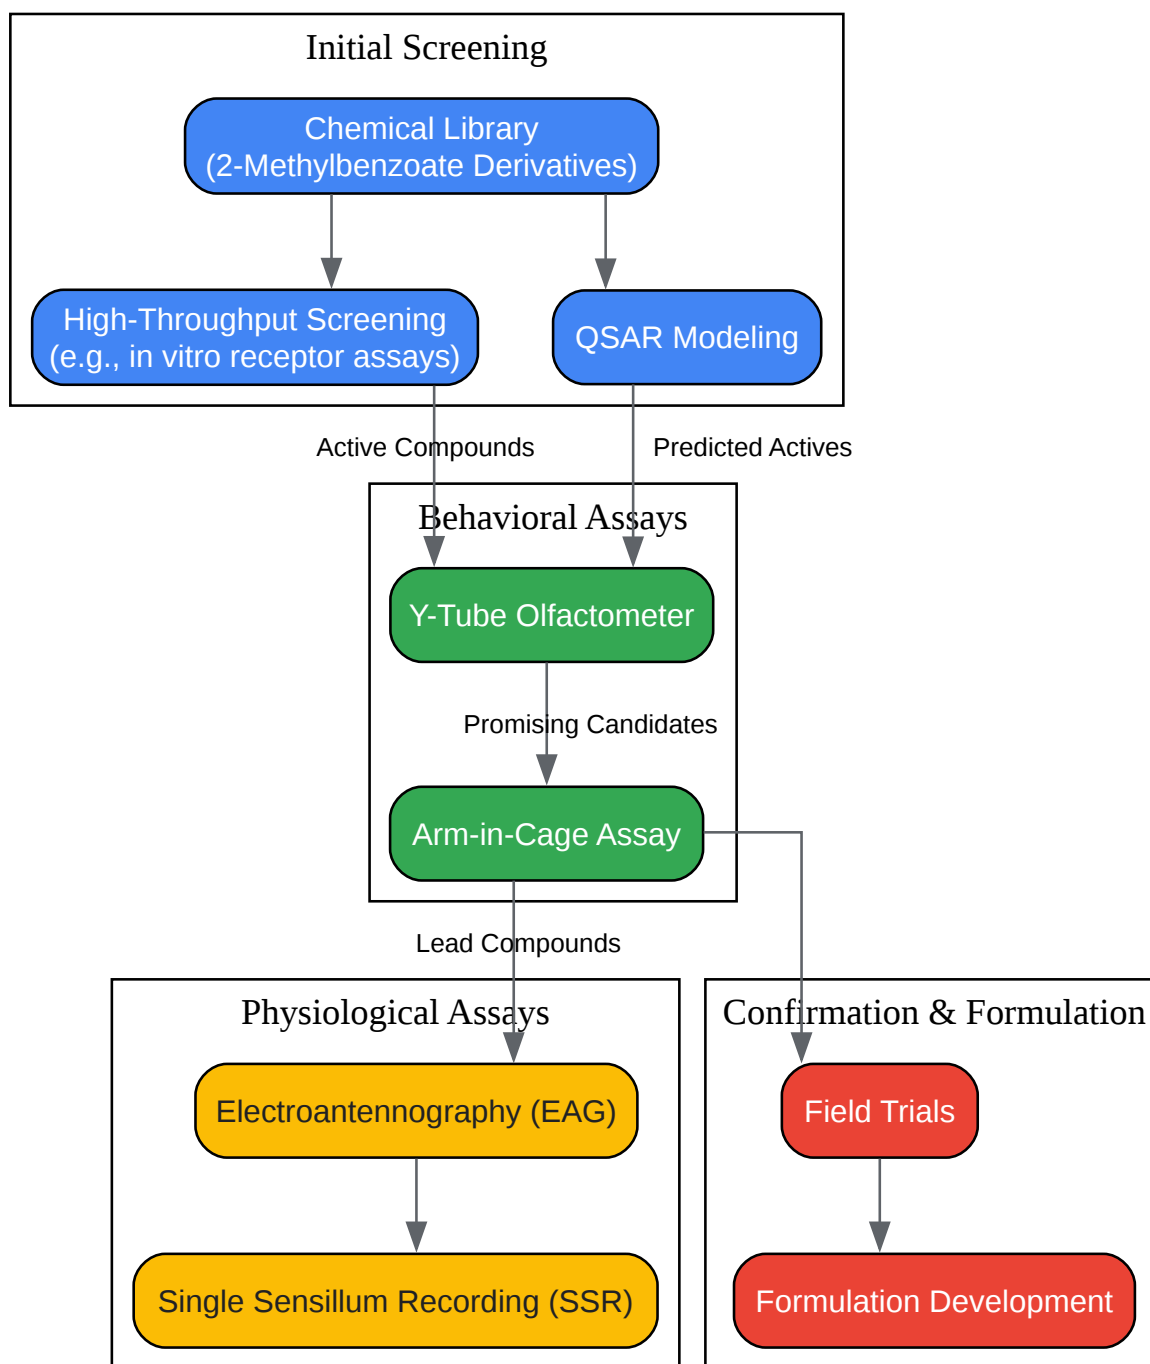 Initial Screening
Chemical Library
(2-Methylbenzoate Derivatives)
High-Throughput Screening
(e.g., in vitro receptor assays)
QSAR Modeling
Active Compounds
Predicted Actives
Behavioral Assays
Y-Tube Olfactometer
Promising Candidates
Arm-in-Cage Assay
Lead Compounds
Physiological Assays
Confirmation & Formulation
Electroantennography (EAG)
Field Trials
Single Sensillum Recording (SSR)
Formulation Development